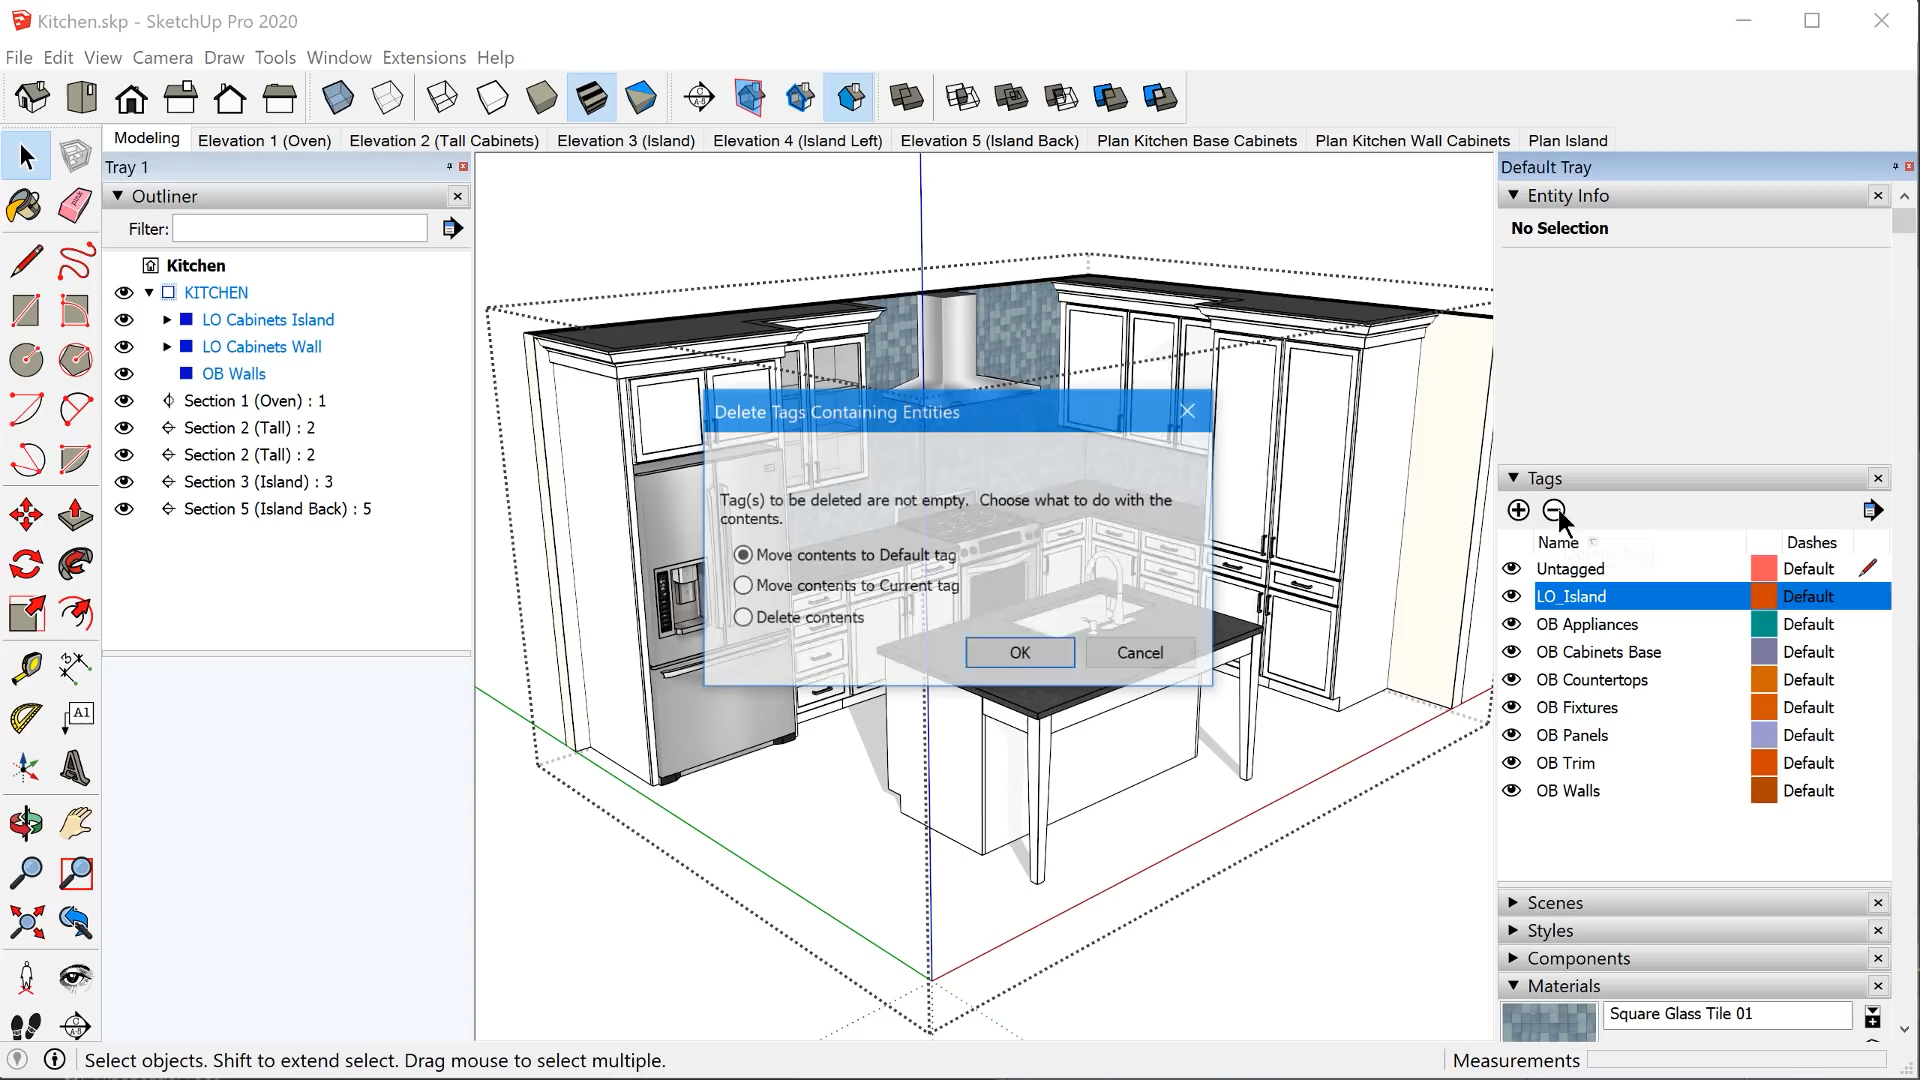 Kitchen.skp - SketchUp Pro 2020
File Edit View Camera Draw Tools Window Extensions Help
Modeling Elevation 1 (Oven) Elevation 2 (Tall Cabinets) Elevation 3 (Island) Elevation 4 (Island Left) Elevation 5 (Island Back) Plan Kitchen Base Cabinets Plan Kitchen Wall Cabinets Plan Island
Tray 1
Outliner
Filter:
Kitchen
KITCHEN
LO Cabinets Island
LO Cabinets Wall
OB Walls
Section 1 (Oven) : 1
Section 2 (Tall) : 2
Section 2 (Tall) : 2
Section 3 (Island) : 3
Section 5 (Island Back) : 5
A1
Delete Tags Containing Entities
Tag(s) to be deleted are not empty. Choose what to do with the
contents.
Move contents to Default tag
Move contents to Current tag
Delete contents
OK Cancel
Default Tray
Entity Info
No Selection
Tags
Name Dashes
Untagged Default
LO_Island Default
OB Appliances Default
OB Cabinets Base Default
OB Countertops Default
OB Fixtures Default
OB Panels Default
OB Trim Default
OB Walls Default
Scenes
Styles
Components
Materials
Square Glass Tile 01
Select objects. Shift to extend select. Drag mouse to select multiple.
Measurements